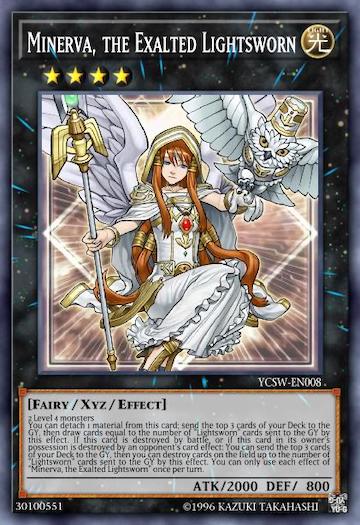 MINERVA, THE EXALTED LIGHTSWORN
LIGHT
光
YCSW-EN008
[FAIRY / XYZ / EFFECT]
2 Level 4 monsters
You can detach 1 material from this card; send the top 3 cards of your Deck to the
GY, then draw cards equal to the number of "Lightsworn" cards sent to the GY by
this effect. If this card is destroyed by battle, or if this card in its owner's
possession is destroyed by an opponent's card effect: You can send the top 3 cards
of your Deck to the GY, then you can destroy cards on the field up to the number of
"Lightsworn" cards sent to the GY by this effect. You can only use each effect of
"Minerva, the Exalted Lightsworn" once per turn.
ATK/2000 DEF/ 800
30100551
©1996 KAZUKI TAKAHASHI